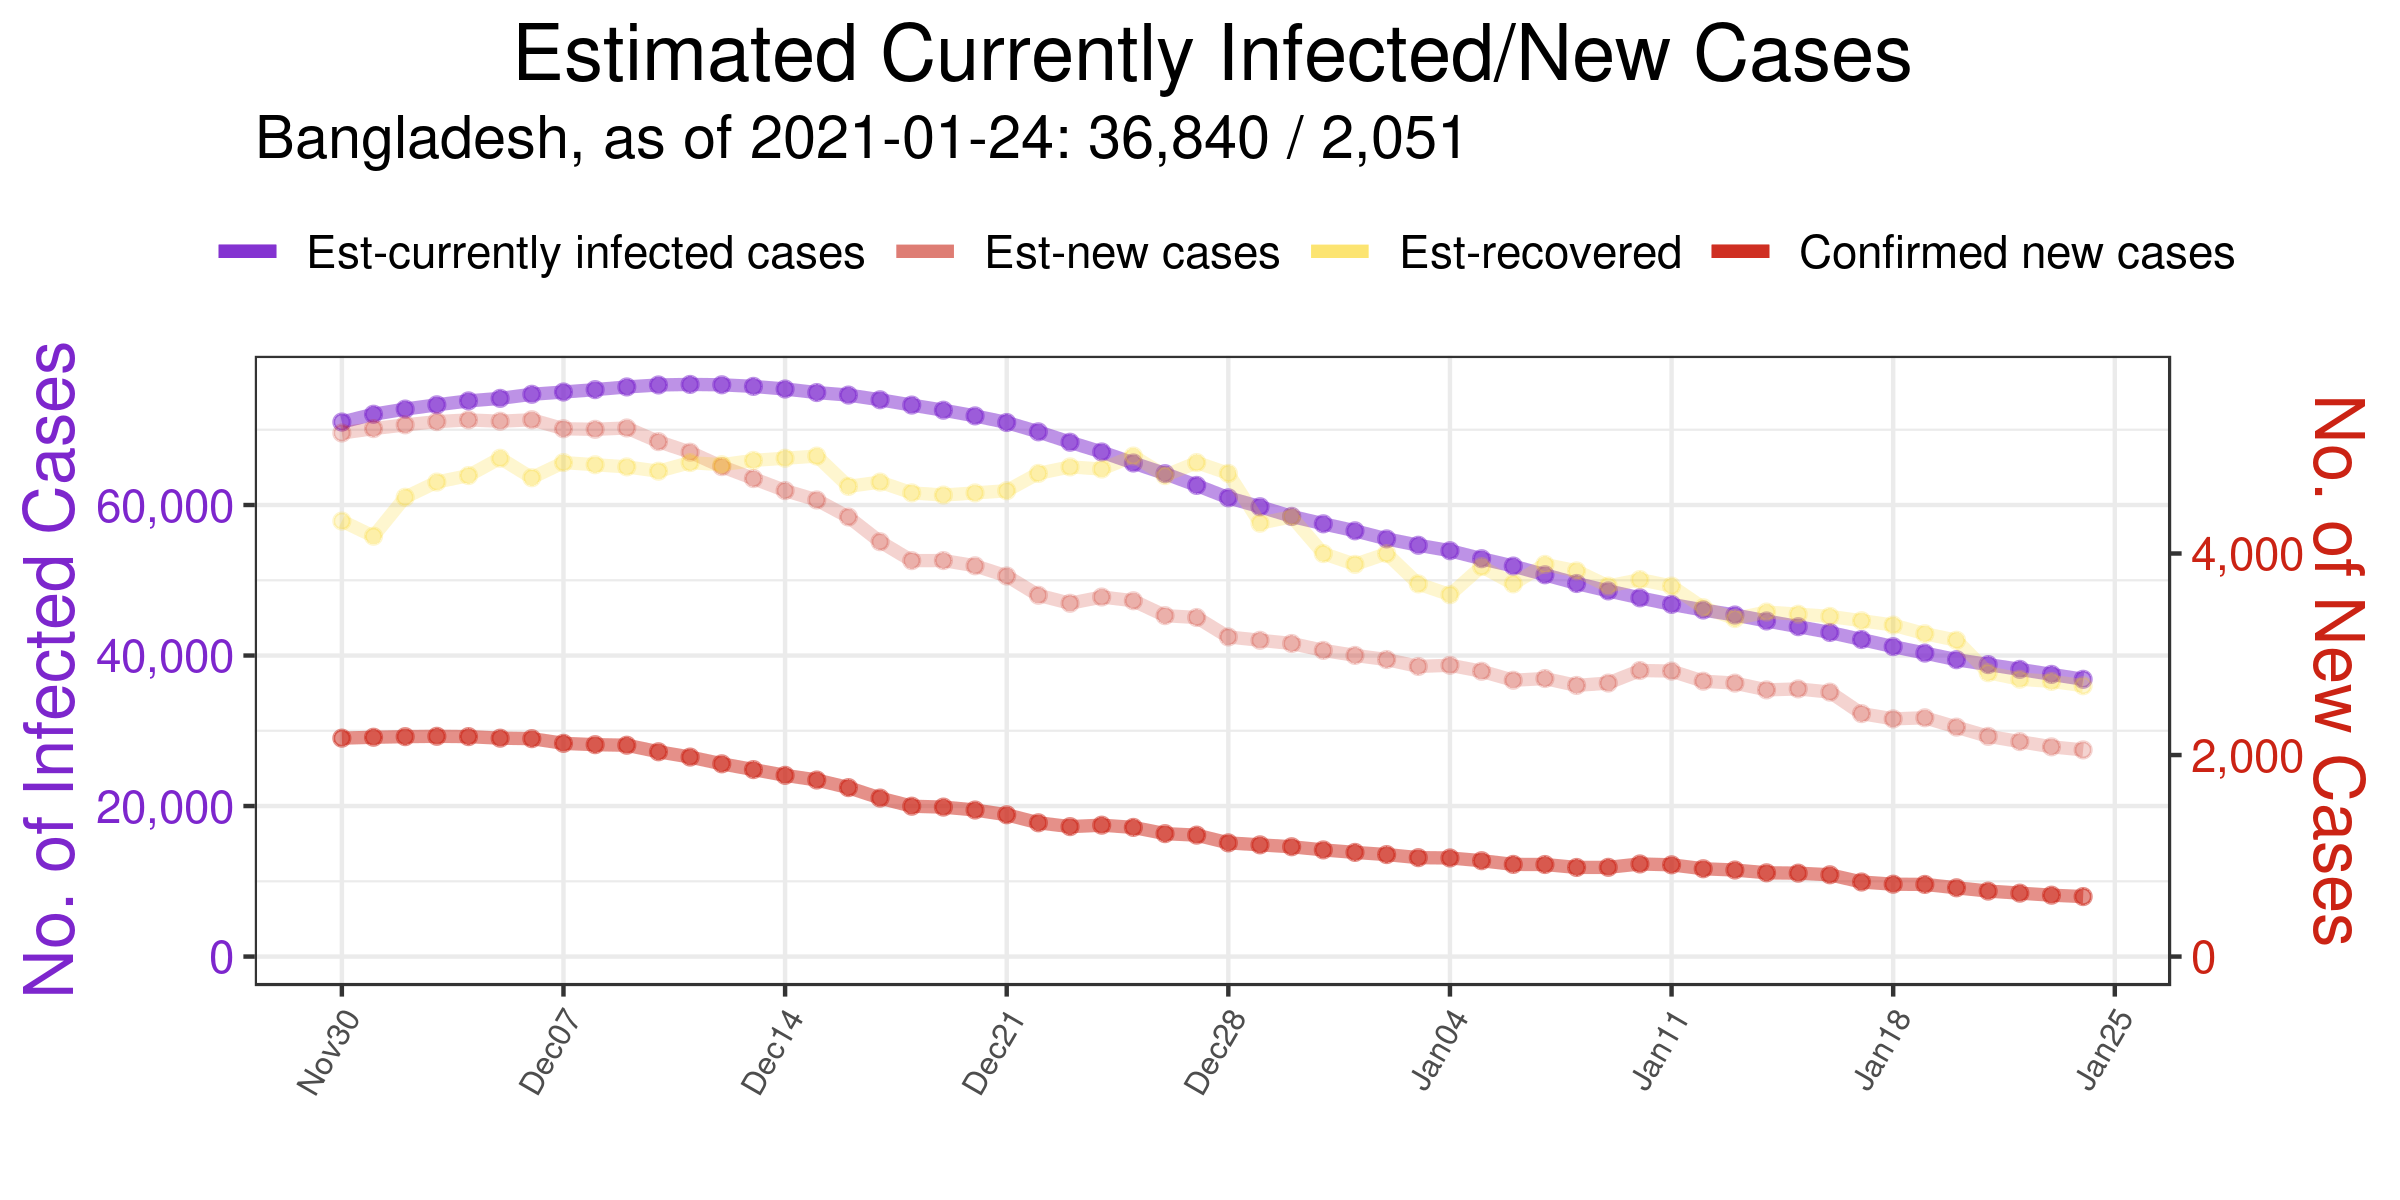 Estimated Currently Infected/New Cases
Bangladesh, as of 2021-01-24: 36,840 / 2,051
Est-currently infected cases Est-new cases Est-recovered Confirmed new cases
No. of Infected Cases
60,000
40,000
20,000
0
4,000
2,000
0
No. of New Cases
Nov30 Dec07 Dec14 Dec21 Dec28 Jan04 Jan11 Jan18 Jan25